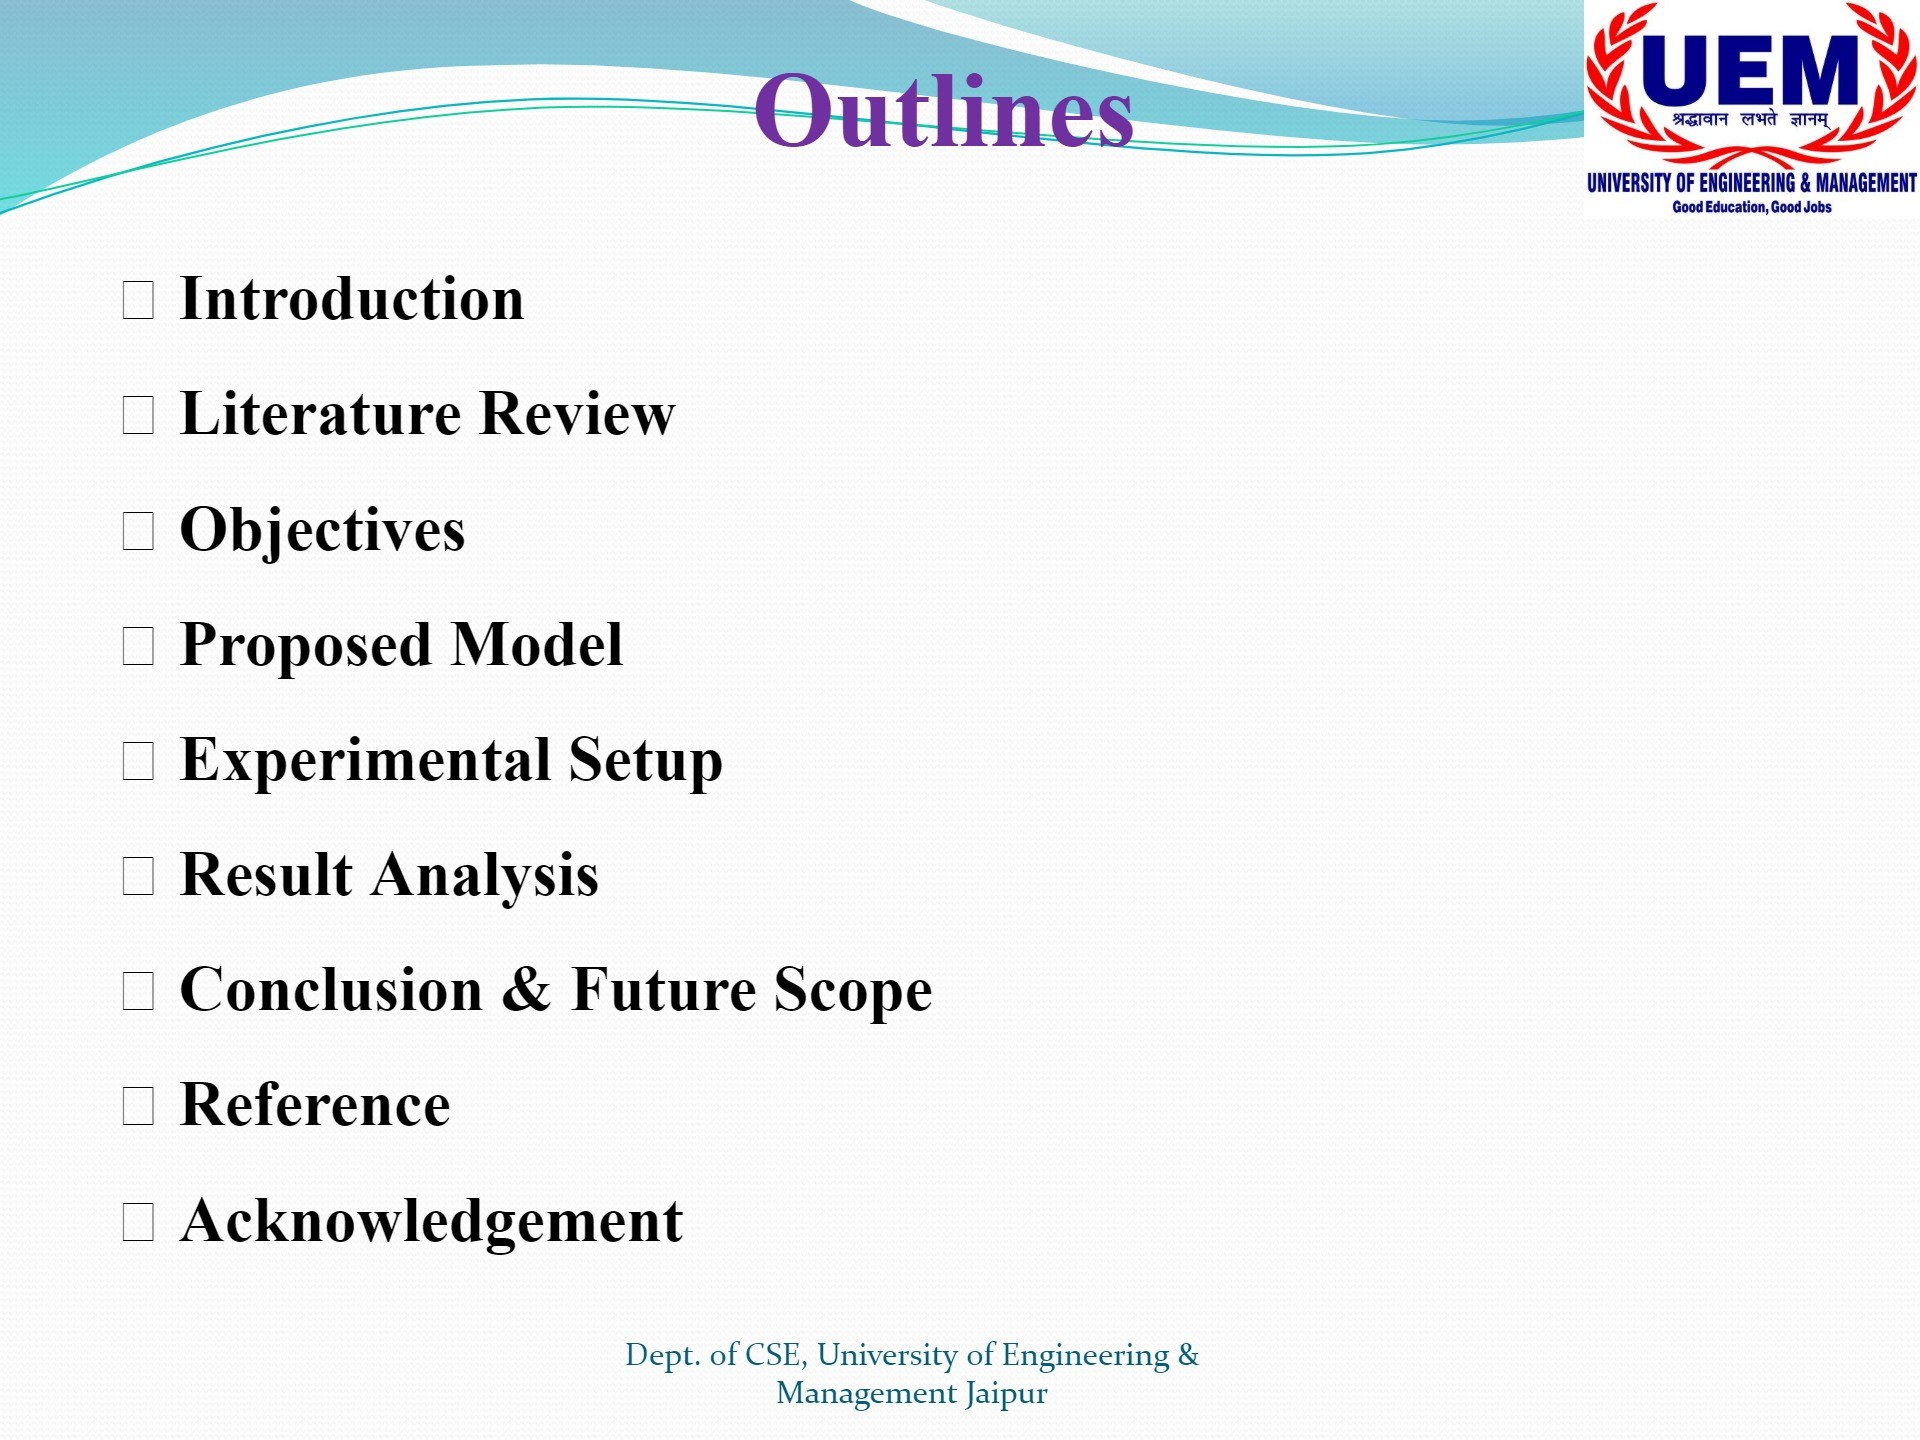 Outlines
UEM
श्रद्धावान लभते ज्ञानम्
UNIVERSITY OF ENGINEERING & MANAGEMENT
Good Education, Good Jobs
Introduction
Literature Review
Objectives
Proposed Model
Experimental Setup
Result Analysis
Conclusion & Future Scope
Reference
Acknowledgement
Dept. of CSE, University of Engineering &
Management Jaipur